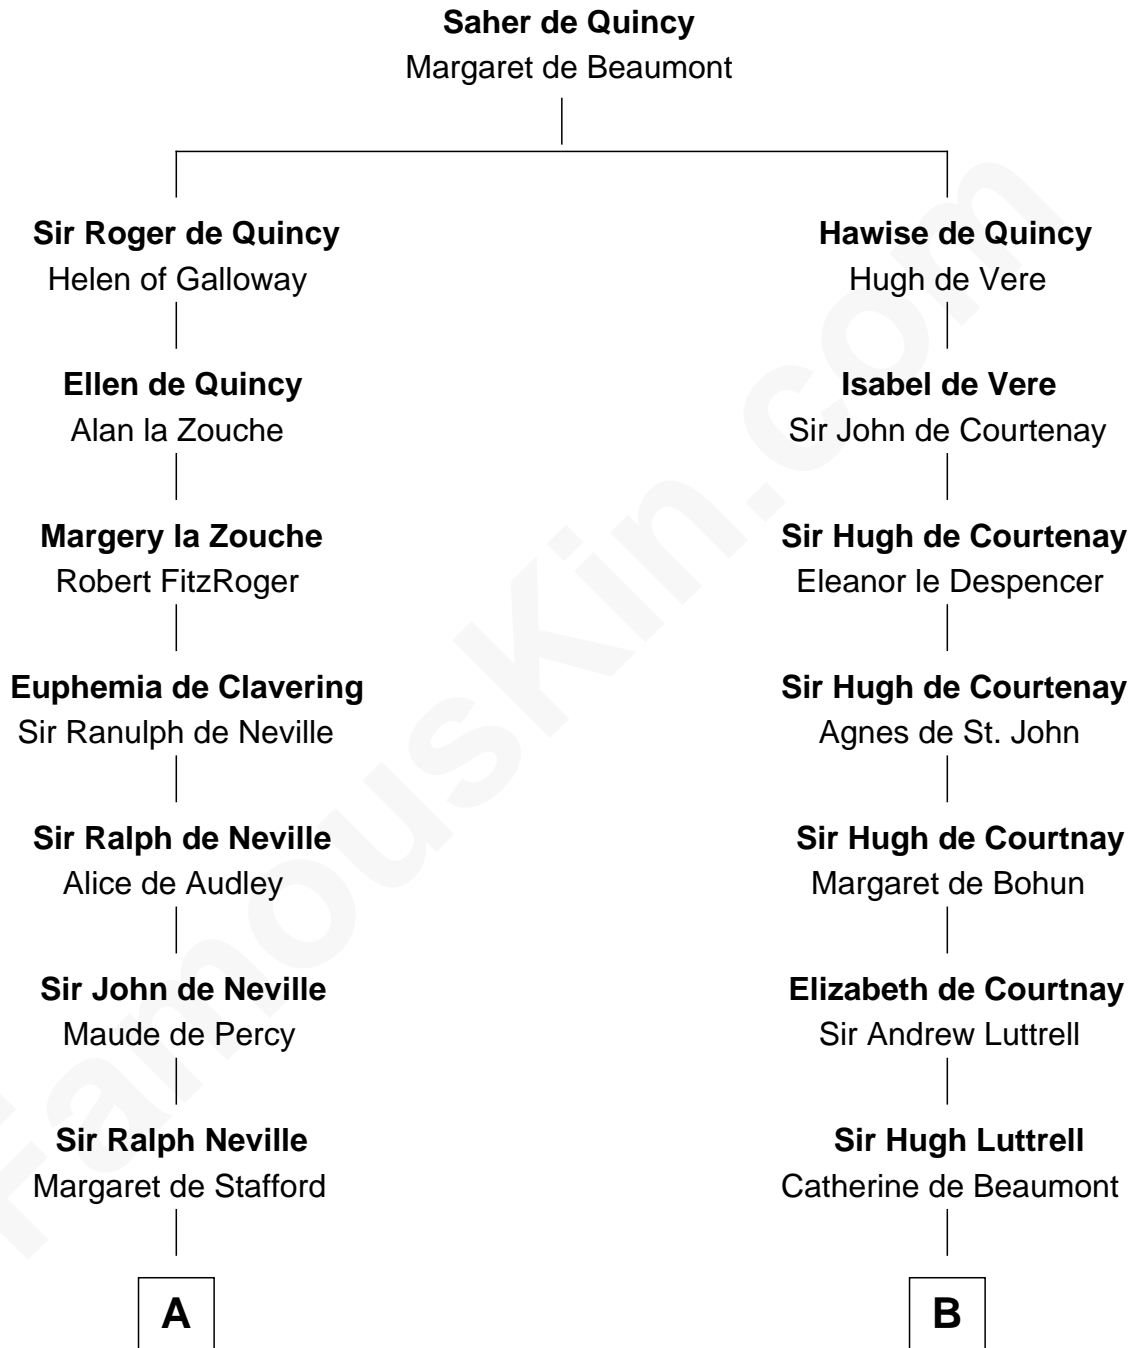 Saher de Quincy
Margaret de Beaumont
Sir Roger de Quincy
Helen of Galloway
Hawise de Quincy
Hugh de Vere
Ellen de Quincy
Alan la Zouche
Isabel de Vere
Sir John de Courtenay
Margery la Zouche
Robert FitzRoger
Sir Hugh de Courtenay
Eleanor le Despencer
Euphemia de Clavering
Sir Ranulph de Neville
Sir Hugh de Courtenay
Agnes de St. John
Sir Ralph de Neville
Alice de Audley
Sir Hugh de Courtnay
Margaret de Bohun
Sir John de Neville
Maude de Percy
Elizabeth de Courtnay
Sir Andrew Luttrell
Sir Ralph Neville
Margaret de Stafford
Sir Hugh Luttrell
Catherine de Beaumont
A
B
FamousKin.com